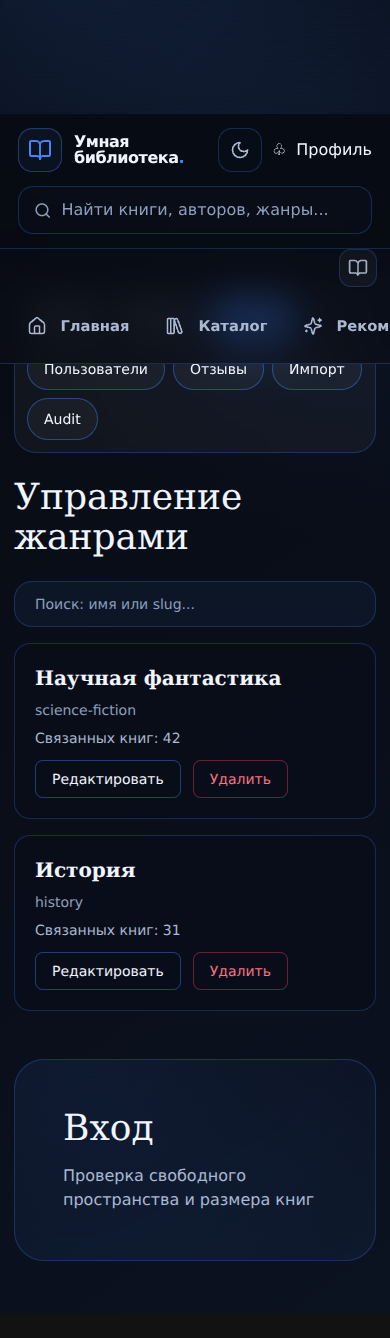 Умная
библиотека.
Профиль
Найти книги, авторов, жанры...
Главная Каталог Реком
Пользователи Отзывы Импорт
Audit
Управление
жанрами
Поиск: имя или slug...
Научная фантастика
science-fiction
Связанных книг: 42
Редактировать Удалить
История
history
Связанных книг: 31
Редактировать Удалить
Вход
Проверка свободного
пространства и размера книг